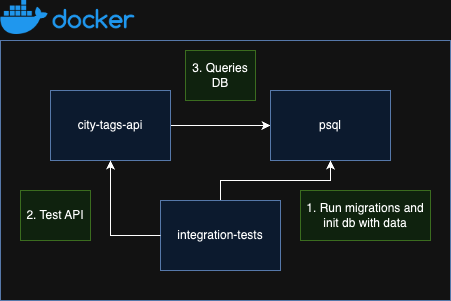 docker
3. Queries
DB
city-tags-api
psql
2. Test API
1. Run migrations and
init db with data
integration-tests